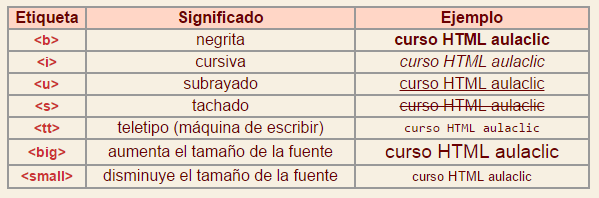 Etiqueta Significado Ejemplo
<b> negrita curso HTML aulaclic
<i> cursiva curso HTML aulaclic
<u> subrayado curso HTML aulaclic
<s> tachado curso HTML aulaclic
<tt> teletipo (máquina de escribir) curso HTML aulaclic
<big> aumenta el tamaño de la fuente curso HTML aulaclic
<small> disminuye el tamaño de la fuente curso HTML aulaclic